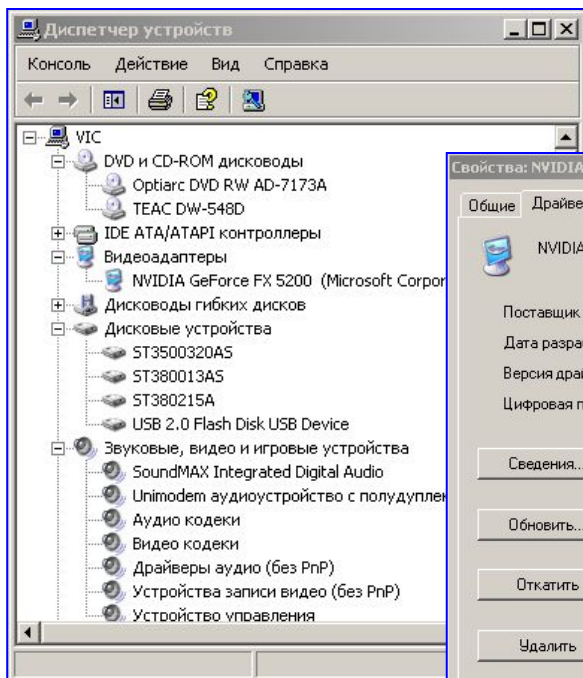 Диспетчер устройств
Консоль Действие Вид Справка
VIC
DVD и CD-ROM дисководы
Optiarc DVD RW AD-7173A
TEAC DW-548D
IDE ATA/ATAPI контроллеры
Видеоадаптеры
NVIDIA GeForce FX 5200 (Microsoft Corpor
Дисководы гибких дисков
Дисковые устройства
ST3500320AS
ST380013AS
ST380215A
USB 2.0 Flash Disk USB Device
Звуковые, видео и игровые устройства
SoundMAX Integrated Digital Audio
Unimodem аудиоустройство с полудуплек
Аудио кодеки
Видео кодеки
Драйверы аудио (без PnP)
Устройства записи видео (без PnP)
Устройство управления
Свойства: NVIDIA
Общие Драйве
NVIDIA
Поставщик
Дата разра
Версия драй
Цифровая п
Сведения...
Обновить...
Откатить
Удалить